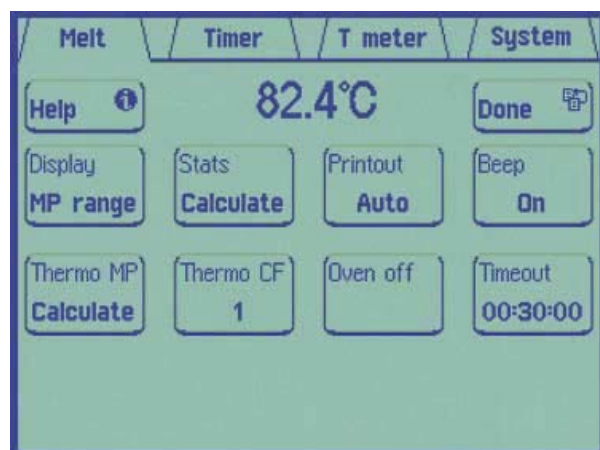 Melt Timer T meter System
Help 82.4°C Done
Display Stats Printout Beep
MP range Calculate Auto On
Thermo MP Thermo CF Oven off Timeout
Calculate 1 00:30:00